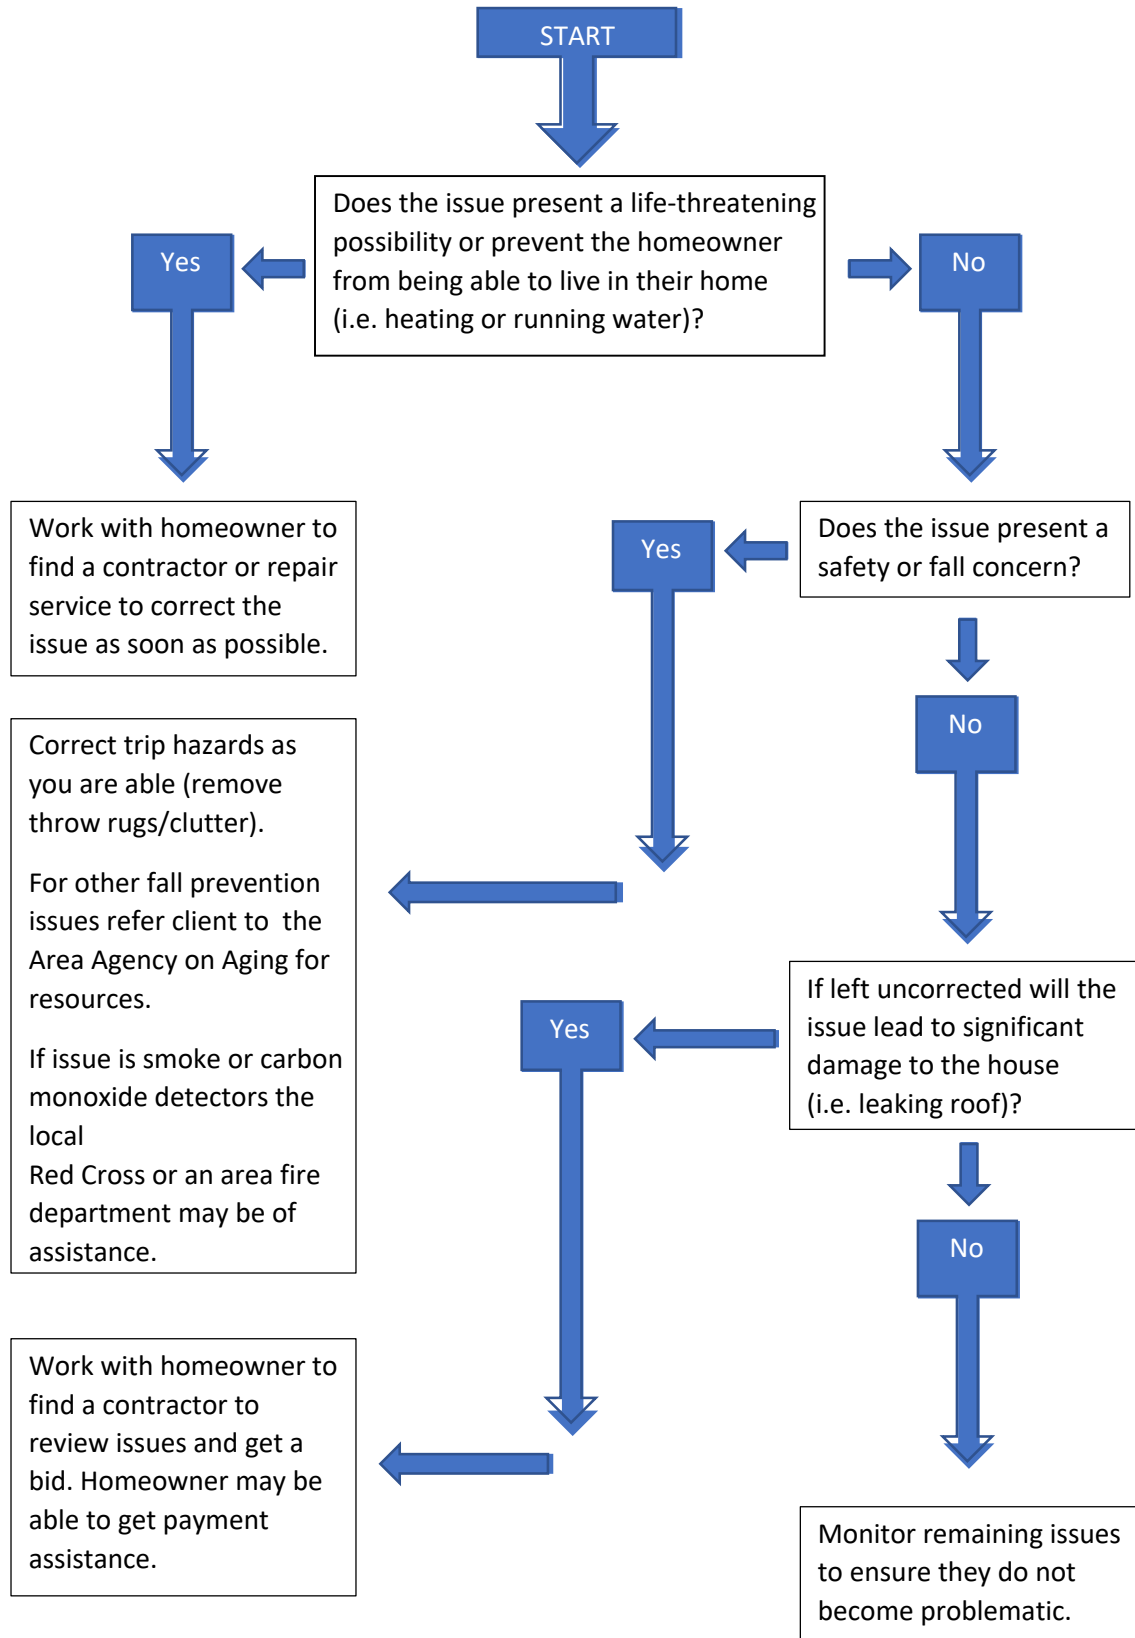 START
Does the issue present a life-threatening
possibility or prevent the homeowner
from being able to live in their home
(i.e. heating or running water)?
Yes
No
Work with homeowner to
find a contractor or repair
service to correct the
issue as soon as possible.
Yes
Does the issue present a
safety or fall concern?
No
Correct trip hazards as
you are able (remove
throw rugs/clutter).
For other fall prevention
issues refer client to the
Area Agency on Aging for
resources.
If issue is smoke or carbon
monoxide detectors the
local
Red Cross or an area fire
department may be of
assistance.
If left uncorrected will the
issue lead to significant
damage to the house
(i.e. leaking roof)?
Yes
No
Work with homeowner to
find a contractor to
review issues and get a
bid. Homeowner may be
able to get payment
assistance.
Monitor remaining issues
to ensure they do not
become problematic.